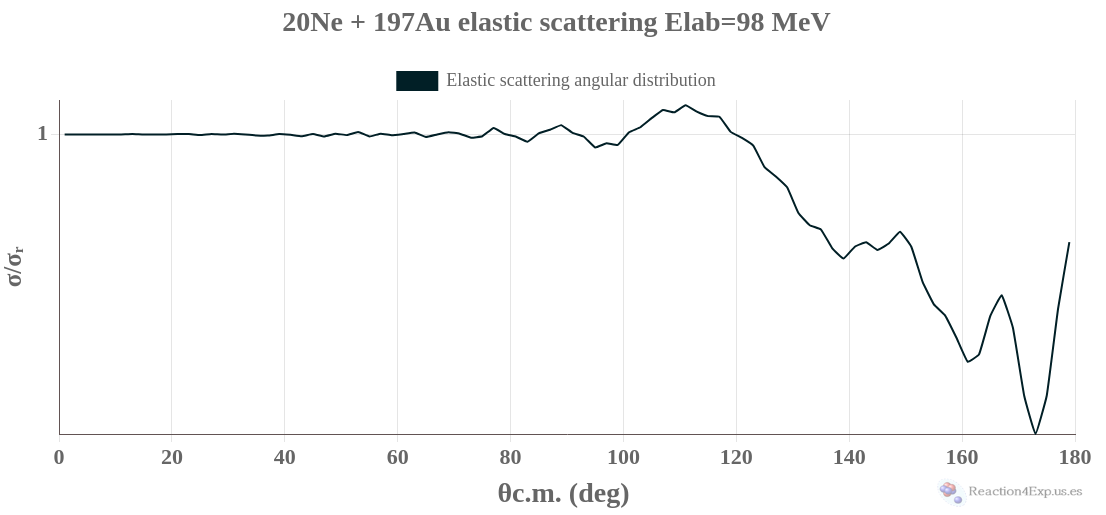 20Ne + 197Au elastic scattering Elab=98 MeV
Elastic scattering angular distribution
1
σ/σᵣ
0 20 40 60 80 100 120 140 160 180
θc.m. (deg)
Reaction4Exp.us.es